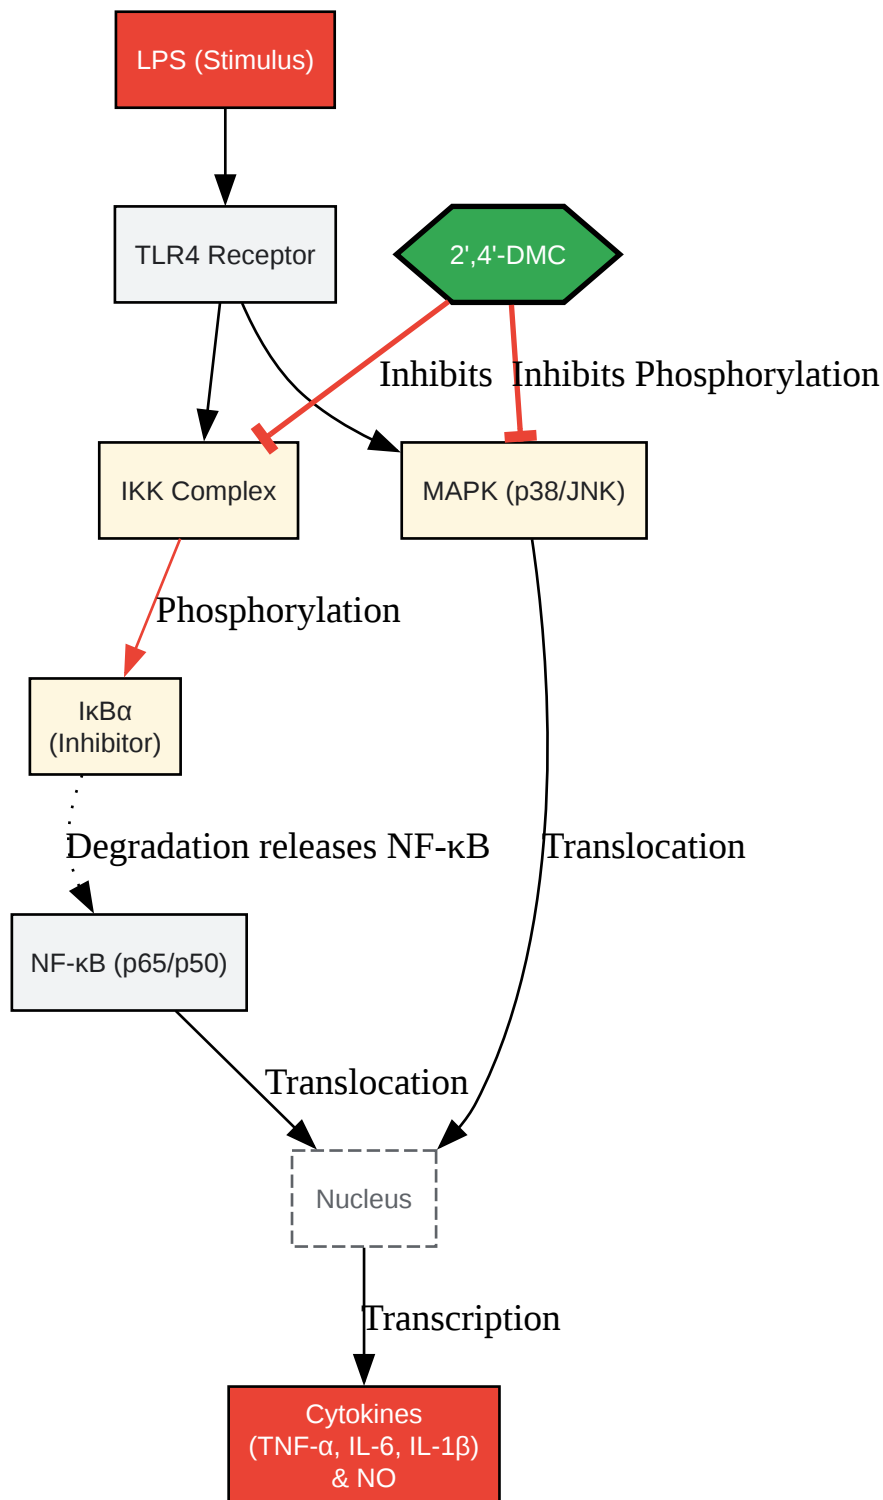 LPS (Stimulus)
TLR4 Receptor
2',4'-DMC
Inhibits
Inhibits Phosphorylation
IKK Complex
MAPK (p38/JNK)
Phosphorylation
IκBα
(Inhibitor)
Degradation releases NF-κB
Translocation
NF-κB (p65/p50)
Translocation
Nucleus
Transcription
Cytokines
(TNF-α, IL-6, IL-1β)
& NO